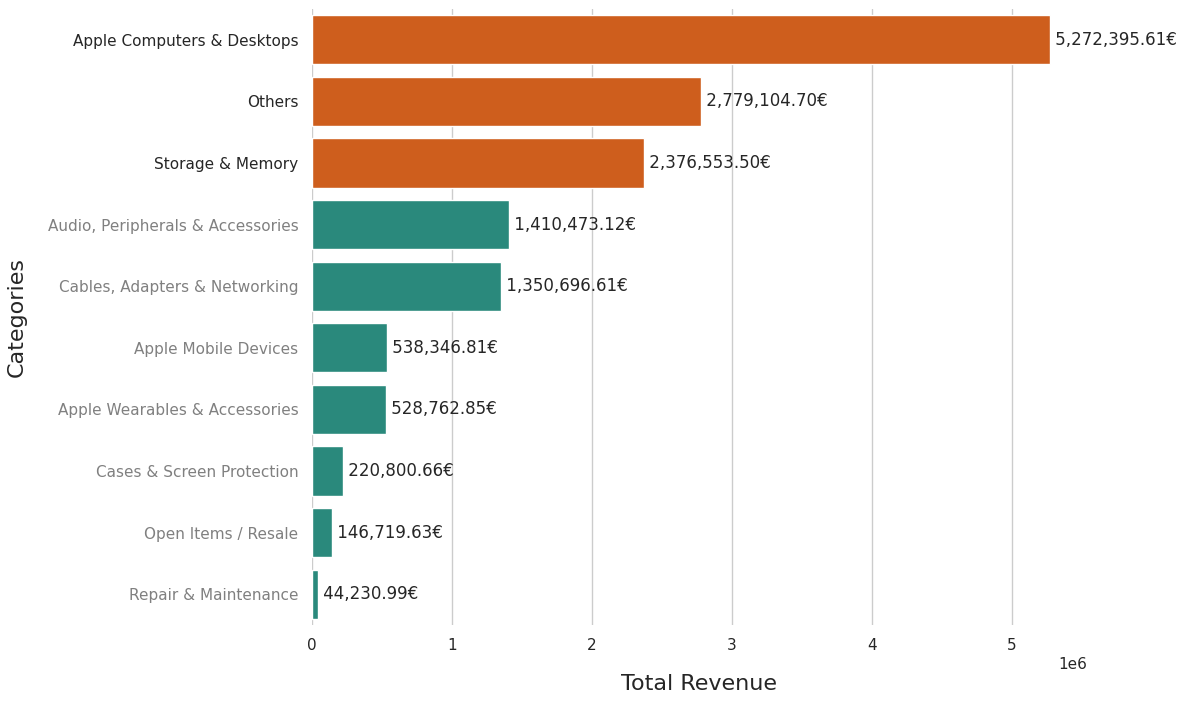 Apple Computers & Desktops 5,272,395.61€
Others 2,779,104.70€
Storage & Memory 2,376,553.50€
Audio, Peripherals & Accessories 1,410,473.12€
Cables, Adapters & Networking 1,350,696.61€
Apple Mobile Devices 538,346.81€
Apple Wearables & Accessories 528,762.85€
Cases & Screen Protection 220,800.66€
Open Items / Resale 146,719.63€
Repair & Maintenance 44,230.99€
Categories
0 1 2 3 4 5
1e6
Total Revenue